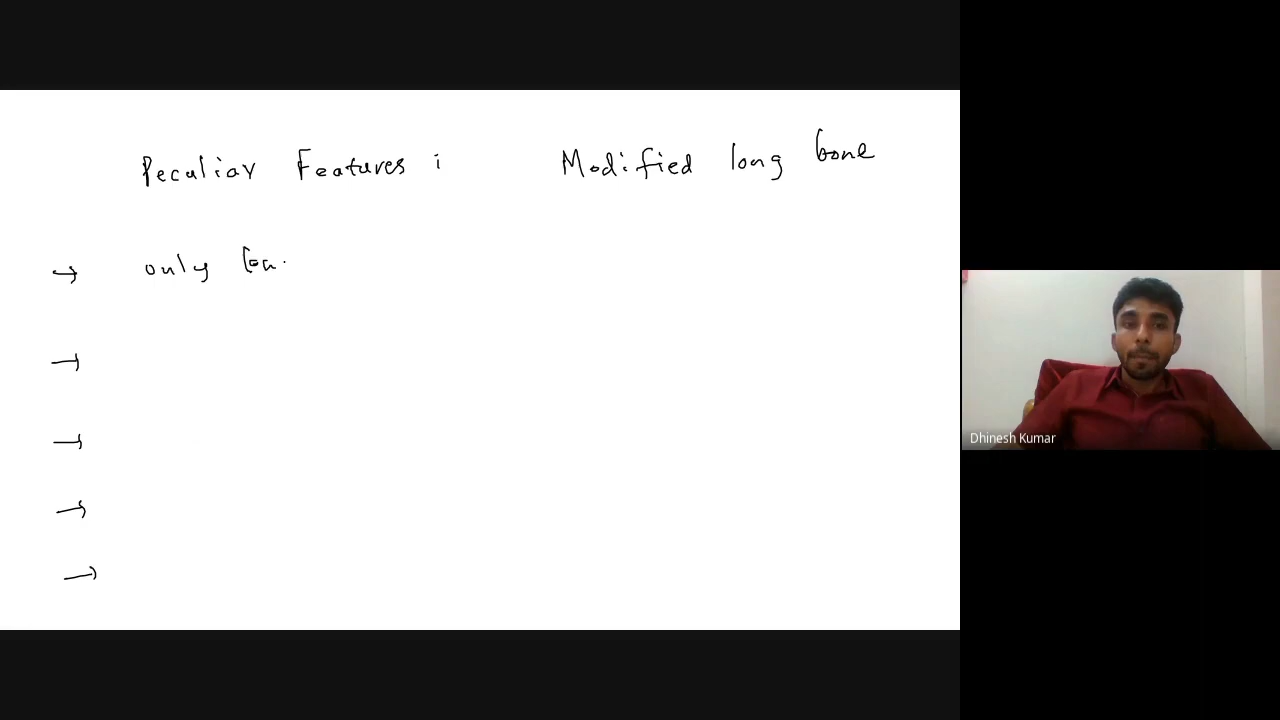 Peculiar Features : Modified long bone
→ only
→
→
→
→
Dhinesh Kumar